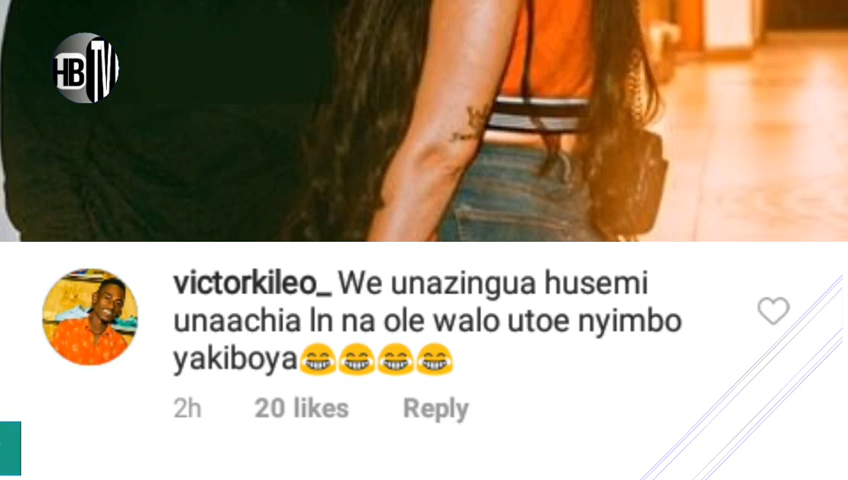 HB TV
victorkileo_ We unazingua husemi
unaachia ln na ole walo utoe nyimbo
yakiboya😂😂😂😂
2h 20 likes Reply